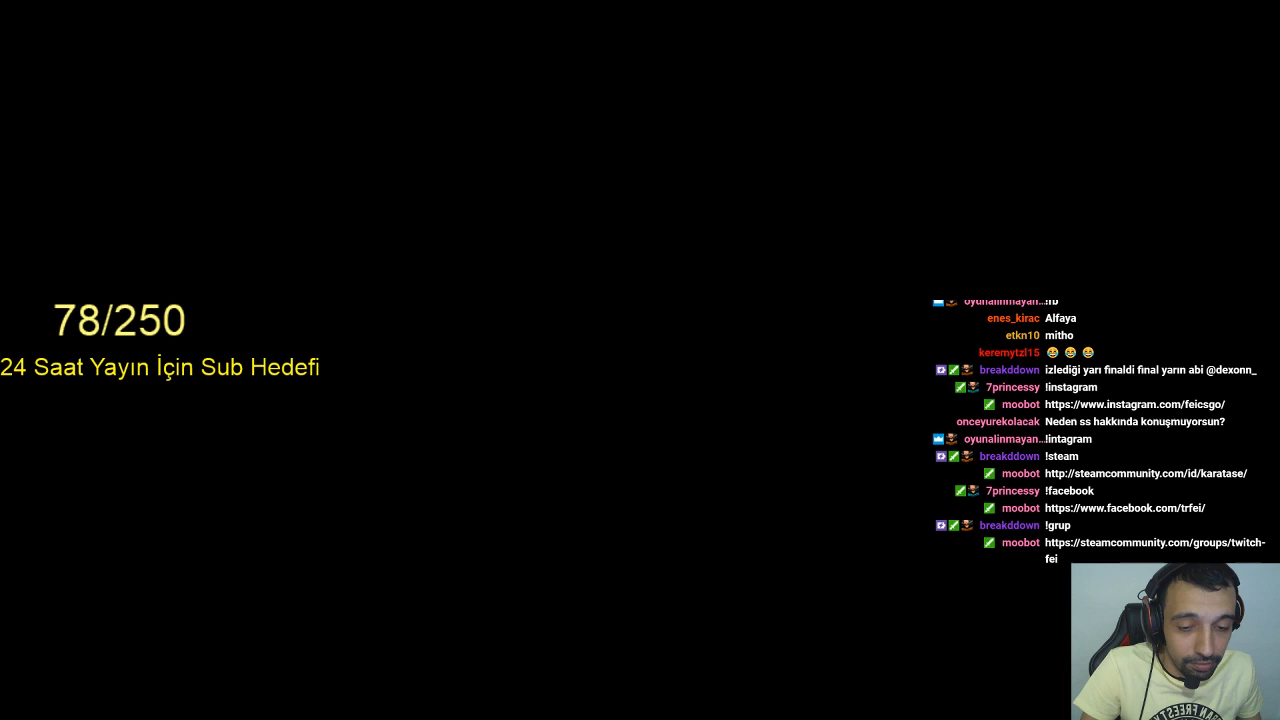 78/250
24 Saat Yayın İçin Sub Hedefi
oyunalinmayan...!fb
enes_kirac Alfaya
etkn10 mitho
keremytzl15 😂 😂 😂
breakddown izlediği yarı finaldi final yarın abi @dexonn_
7princessy !instagram
moobot https://www.instagram.com/feicsgo/
onceyurekolacak Neden ss hakkında konuşmuyorsun?
oyunalinmayan...!intagram
breakddown !steam
moobot http://steamcommunity.com/id/karatase/
7princessy !facebook
moobot https://www.facebook.com/trfei/
breakddown !grup
moobot https://steamcommunity.com/groups/twitch-
fei